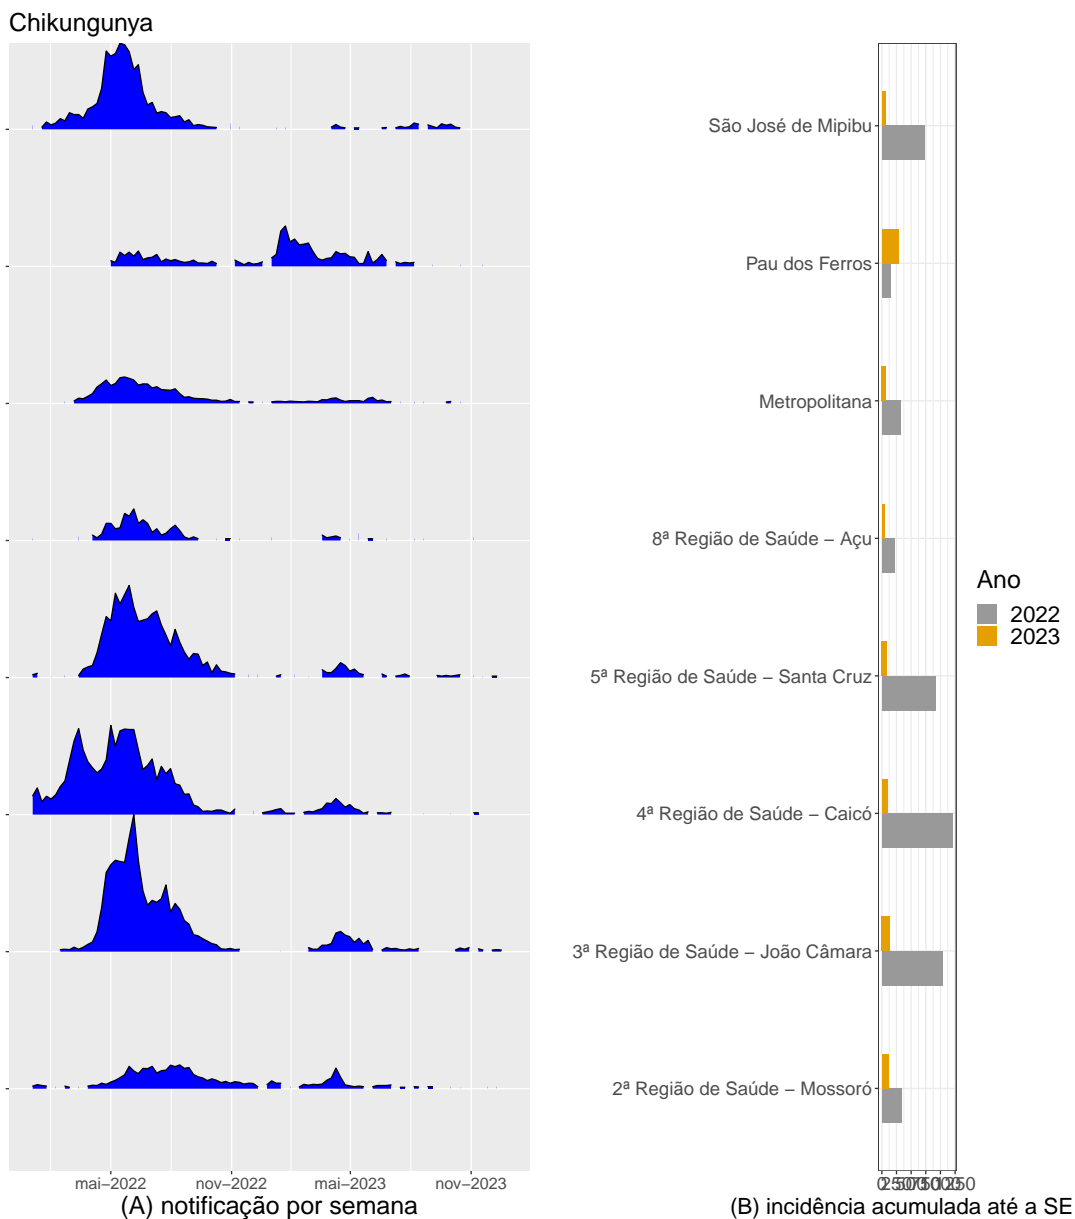 Chikungunya
São José de Mipibu
Pau dos Ferros
Metropolitana
8ª Região de Saúde – Açu
5ª Região de Saúde – Santa Cruz
4ª Região de Saúde – Caicó
3ª Região de Saúde – João Câmara
2ª Região de Saúde – Mossoró
Ano
2022
2023
mai–2022 nov–2022 mai–2023 nov–2023
(A) notificação por semana
(B) incidência acumulada até a SE